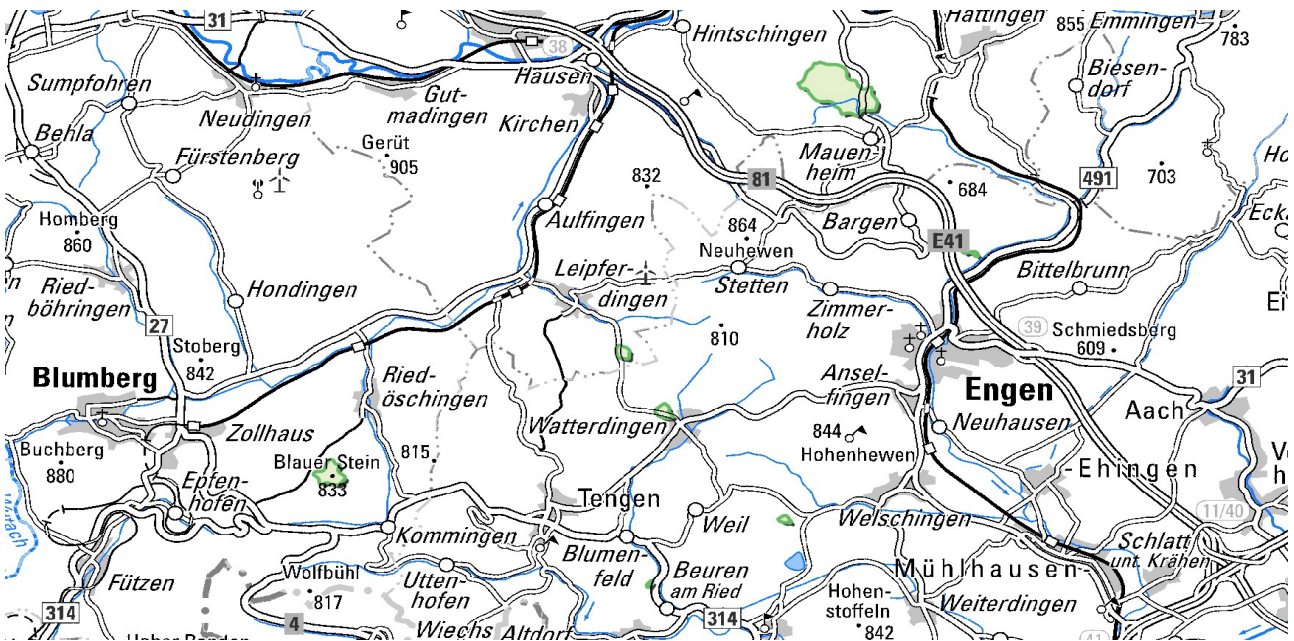 31
38
Hintschingen
Hattingen
855
Emmingen
783
Hausen
Biesen-
dorf
Sumpfohren
Gut-
madingen
Neudingen
Kirchen
Behla
Gerüt
905
Mauen-
heim
Fürstenberg
832
81
684
491
703
Homberg
860
Aulfingen
864
Bargen
E41
Neuhewen
Leipfer-
dingen
Stetten
Bittelbrunn
Ried-
böhringen
Hondingen
Zimmer-
holz
27
Stoberg
842
810
39
Schmiedsberg
609
Blumberg
Ried-
öschingen
Ansel-
fingen
Engen
31
Aach
Watterdingen
Neuhausen
Zollhaus
844
Hohenhewen
Buchberg
880
815
Blauer Stein
833
-Ehingen
Epfen-
hofen
Tengen
Wutach
Weil
Welschingen
11/40
Kommingen
Blumen-
feld
Schlatt
unt. Krähen
Fützen
Wolfbühl
817
Utten-
hofen
Beuren
am Ried
Mühlhausen-
Hohen-
stoffeln
842
Weiterdingen
314
4
Wiechs
Altdorf
314
41
Hoher Randen